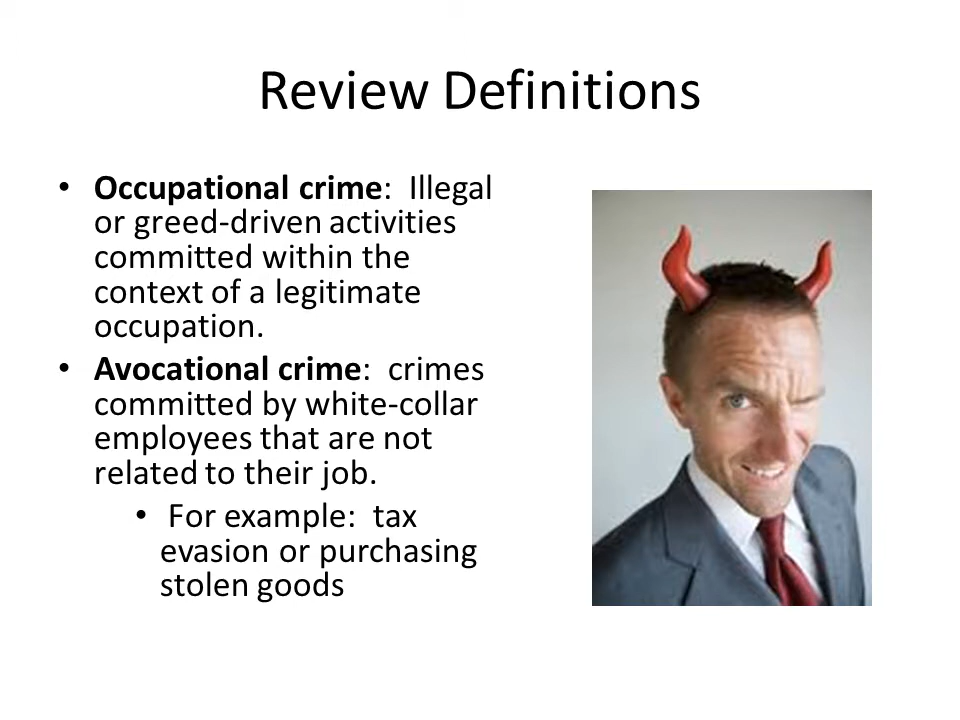 Review Definitions
• Occupational crime:  Illegal
or greed-driven activities
committed within the
context of a legitimate
occupation.
• Avocational crime:  crimes
committed by white-collar
employees that are not
related to their job.
• For example:  tax
evasion or purchasing
stolen goods